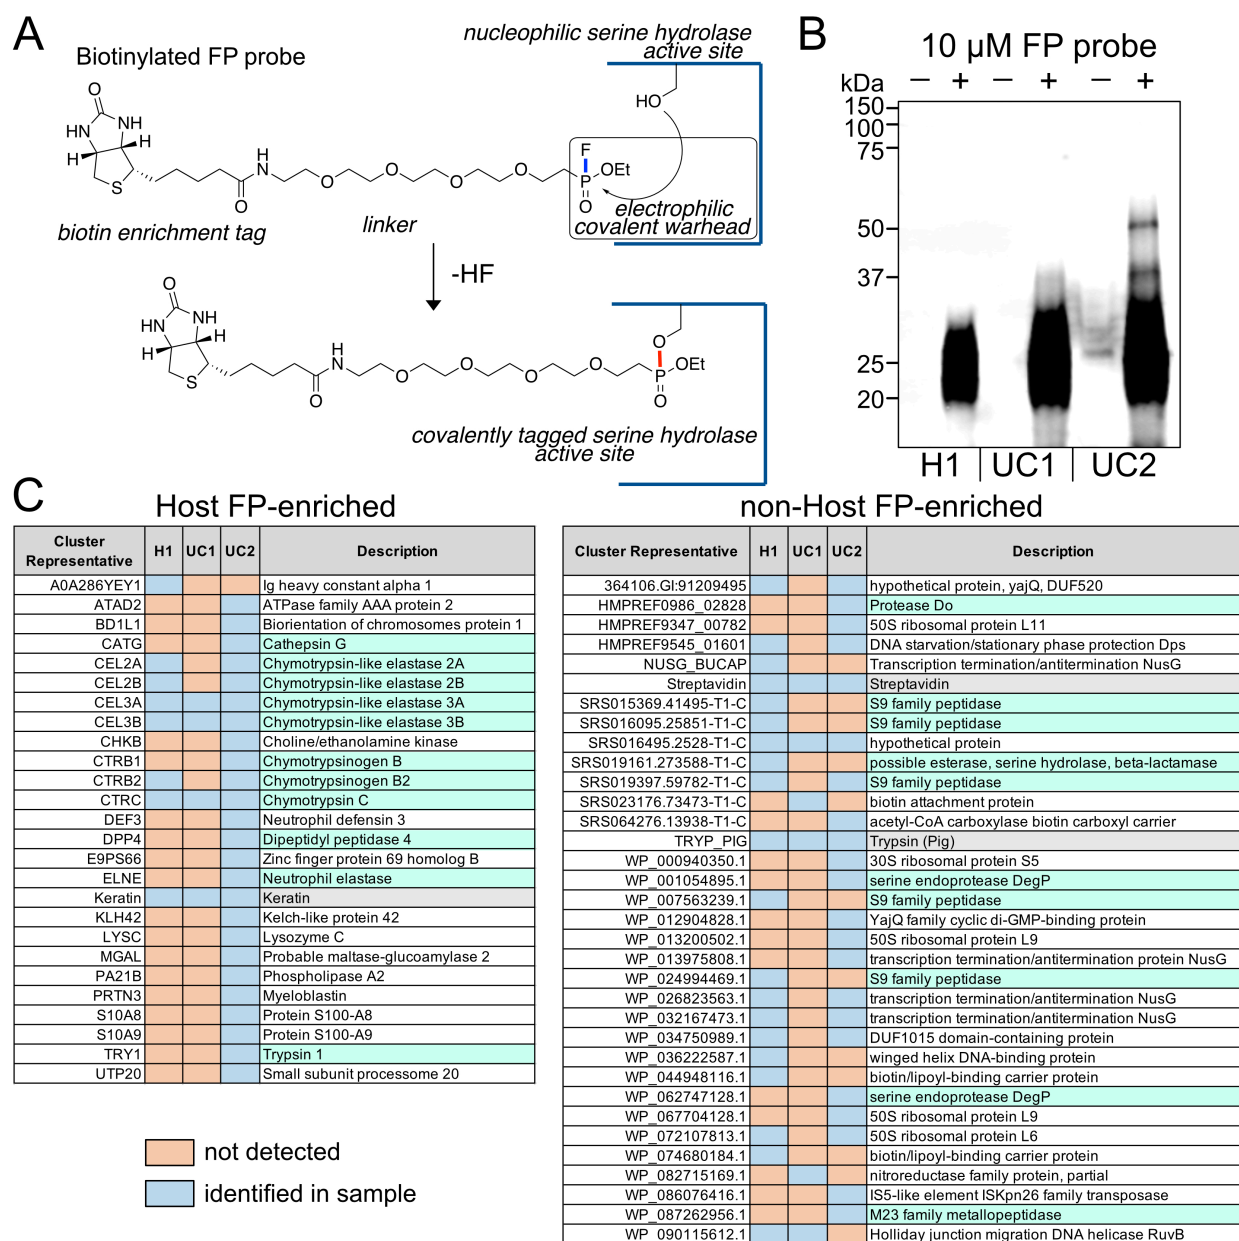 A
Biotinylated FP probe
nucleophilic serine hydrolase
active site
HO
O
HN
NH
H
H
S
O
H
N
O
O
O
O
F
P
OEt
O
electrophilic
covalent warhead
biotin enrichment tag
linker
-HF
O
HN
NH
H
H
S
O
H
N
O
O
O
O
O
P
OEt
O
covalently tagged serine hydrolase
active site
B
10 µM FP probe
kDa − + − + − +
150
100
75
50
37
25
20
H1 UC1 UC2
C
Host FP-enriched
Cluster Representative H1 UC1 UC2 Description
A0A286YEY1 Ig heavy constant alpha 1
ATAD2 ATPase family AAA protein 2
BD1L1 Biorientation of chromosomes protein 1
CATG Cathepsin G
CEL2A Chymotrypsin-like elastase 2A
CEL2B Chymotrypsin-like elastase 2B
CEL3A Chymotrypsin-like elastase 3A
CEL3B Chymotrypsin-like elastase 3B
CHKB Choline/ethanolamine kinase
CTRB1 Chymotrypsinogen B
CTRB2 Chymotrypsinogen B2
CTRC Chymotrypsin C
DEF3 Neutrophil defensin 3
DPP4 Dipeptidyl peptidase 4
E9PS66 Zinc finger protein 69 homolog B
ELNE Neutrophil elastase
Keratin Keratin
KLH42 Kelch-like protein 42
LYSC Lysozyme C
MGAL Probable maltase-glucoamylase 2
PA21B Phospholipase A2
PRTN3 Myeloblastin
S10A8 Protein S100-A8
S10A9 Protein S100-A9
TRY1 Trypsin 1
UTP20 Small subunit processome 20
not detected
identified in sample
non-Host FP-enriched
Cluster Representative H1 UC1 UC2 Description
364106.GI:91209495 hypothetical protein, yajQ, DUF520
HMPREF0986_02828 Protease Do
HMPREF9347_00782 50S ribosomal protein L11
HMPREF9545_01601 DNA starvation/stationary phase protection Dps
NUSG_BUCAP Transcription termination/antitermination NusG
Streptavidin Streptavidin
SRS015369.41495-T1-C S9 family peptidase
SRS016095.25851-T1-C S9 family peptidase
SRS016495.2528-T1-C hypothetical protein
SRS019161.273588-T1-C possible esterase, serine hydrolase, beta-lactamase
SRS019397.59782-T1-C S9 family peptidase
SRS023176.73473-T1-C biotin attachment protein
SRS064276.13938-T1-C acetyl-CoA carboxylase biotin carboxyl carrier
TRYP_PIG Trypsin (Pig)
WP_000940350.1 30S ribosomal protein S5
WP_001054895.1 serine endoprotease DegP
WP_007563239.1 S9 family peptidase
WP_012904828.1 YajQ family cyclic di-GMP-binding protein
WP_013200502.1 50S ribosomal protein L9
WP_013975808.1 transcription termination/antitermination protein NusG
WP_024994469.1 S9 family peptidase
WP_026823563.1 transcription termination/antitermination NusG
WP_032167473.1 transcription termination/antitermination NusG
WP_034750989.1 DUF1015 domain-containing protein
WP_036222587.1 winged helix DNA-binding protein
WP_044948116.1 biotin/lipoyl-binding carrier protein
WP_062747128.1 serine endoprotease DegP
WP_067704128.1 50S ribosomal protein L9
WP_072107813.1 50S ribosomal protein L6
WP_074680184.1 biotin/lipoyl-binding carrier protein
WP_082715169.1 nitroreductase family protein, partial
WP_086076416.1 IS5-like element ISKpn26 family transposase
WP_087262956.1 M23 family metallopeptidase
WP_090115612.1 Holliday junction migration DNA helicase RuvB